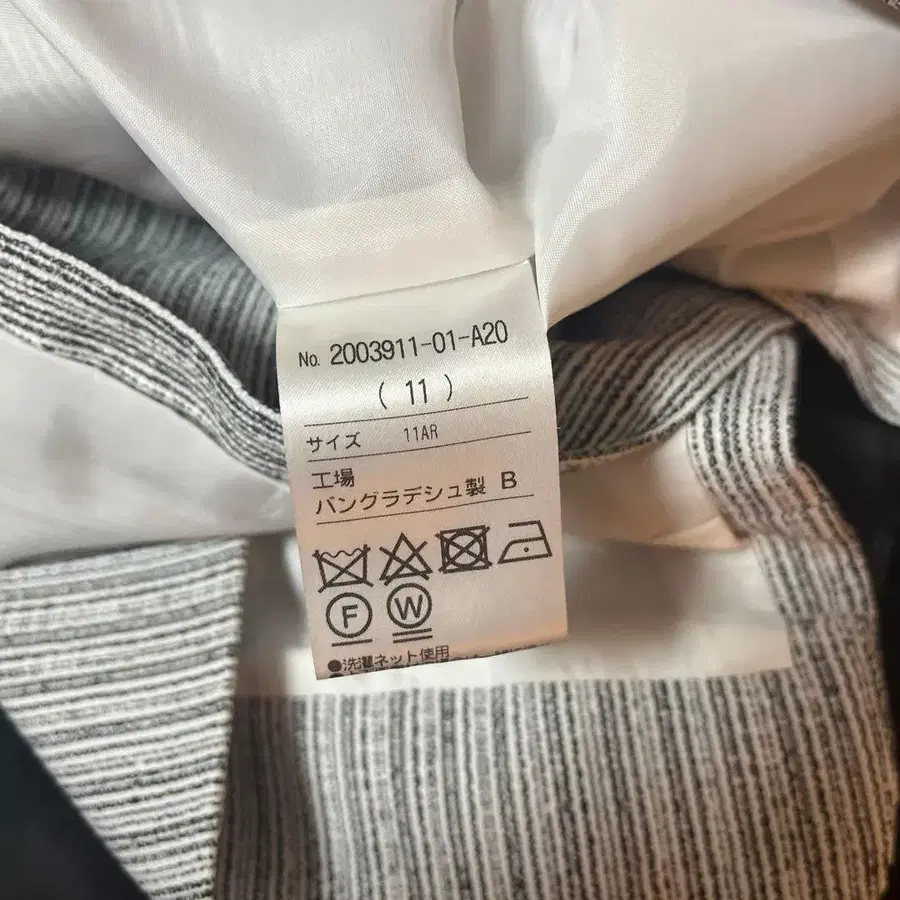 No. 2003911-01-A20
( 11 )
サイズ 11AR
工場
バングラデシュ製 B
F W
●洗濯ネット使用